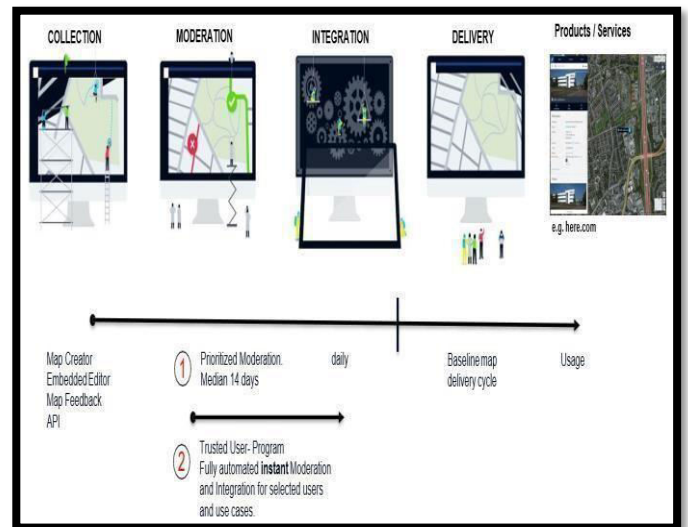 COLLECTION
MODERATION
INTEGRATION
DELIVERY
Products / Services
e.g. here.com
Map Creator
Embedded Editor
Map Feedback
API
1
Prioritized Moderation.
Median 14 days
daily
Baseline map
delivery cycle
Usage
2
Trusted User- Program
Fully automated instant Moderation
and Integration for selected users
and use cases.